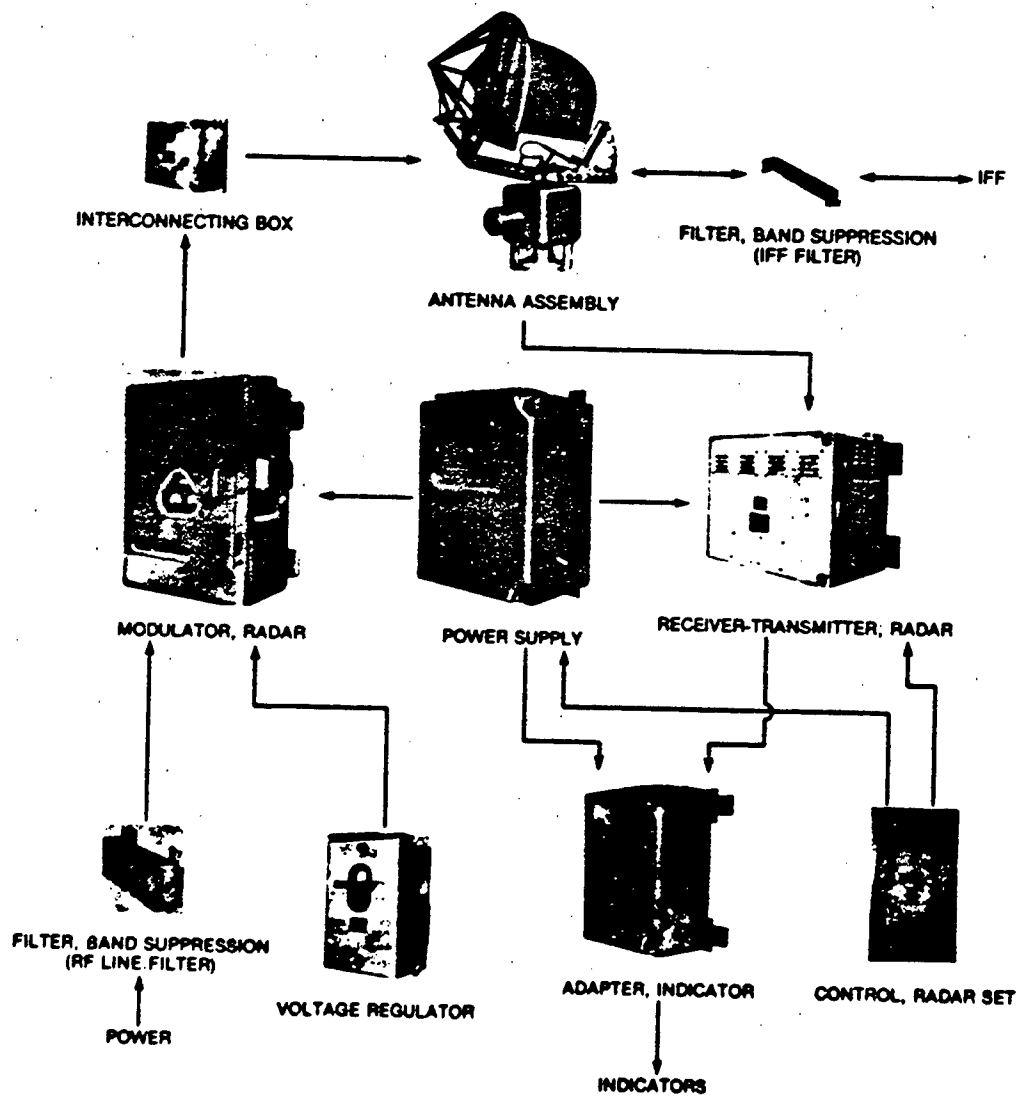 IFF
INTERCONNECTING BOX
FILTER, BAND SUPPRESSION
(IFF FILTER)
ANTENNA ASSEMBLY
MODULATOR, RADAR
POWER SUPPLY
RECEIVER-TRANSMITTER; RADAR
FILTER, BAND SUPPRESSION
(RF LINE FILTER)
VOLTAGE REGULATOR
ADAPTER, INDICATOR
CONTROL, RADAR SET
POWER
INDICATORS